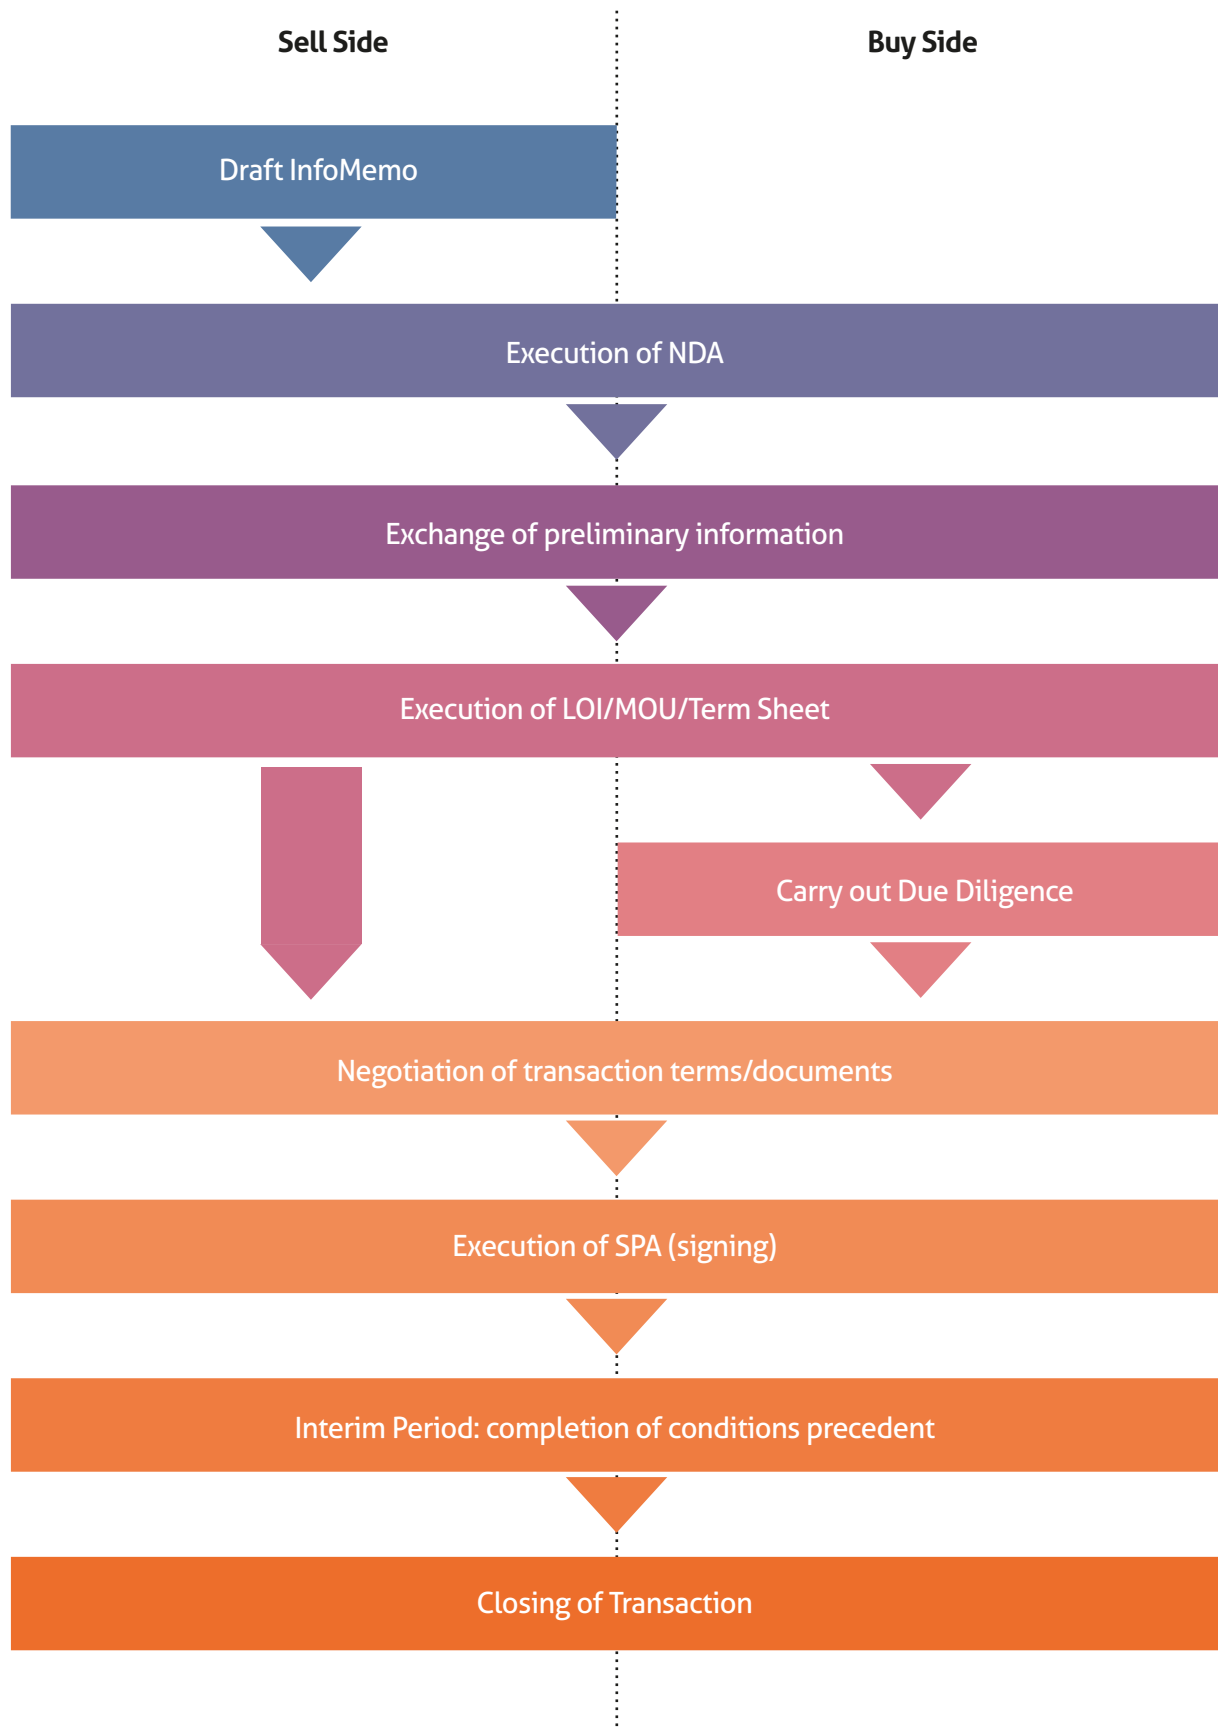 Sell Side
Buy Side
Draft InfoMemo
Execution of NDA
Exchange of preliminary information
Execution of LOI/MOU/Term Sheet
Carry out Due Diligence
Negotiation of transaction terms/documents
Execution of SPA (signing)
Interim Period: completion of conditions precedent
Closing of Transaction